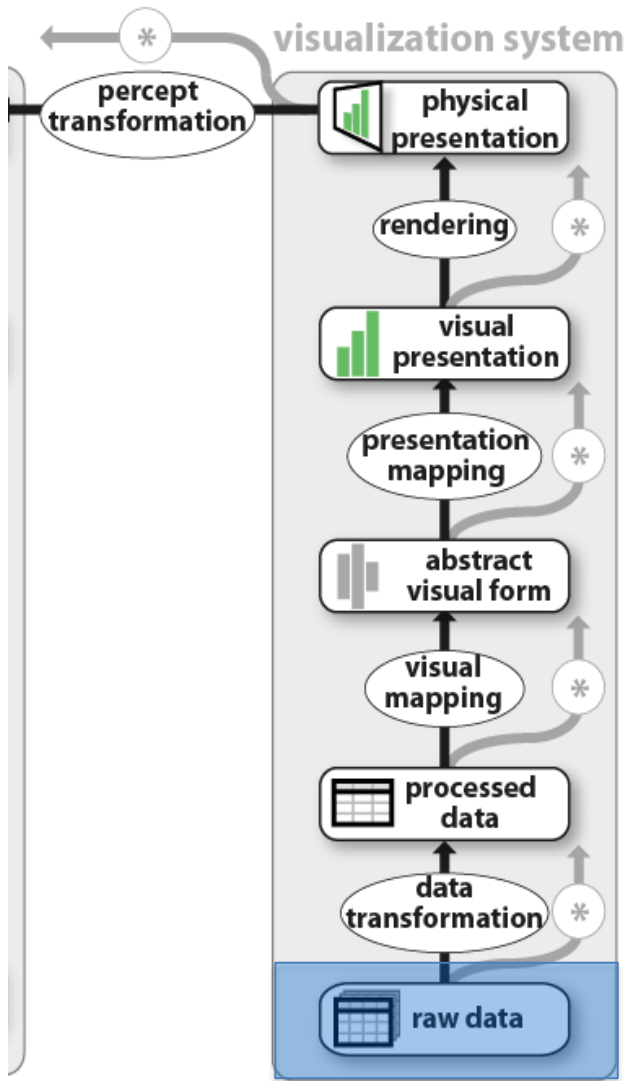 *
visualization system
percept
transformation
physical
presentation
rendering
*
visual
presentation
presentation
mapping
*
abstract
visual form
visual
mapping
*
processed
data
data
transformation
*
raw data